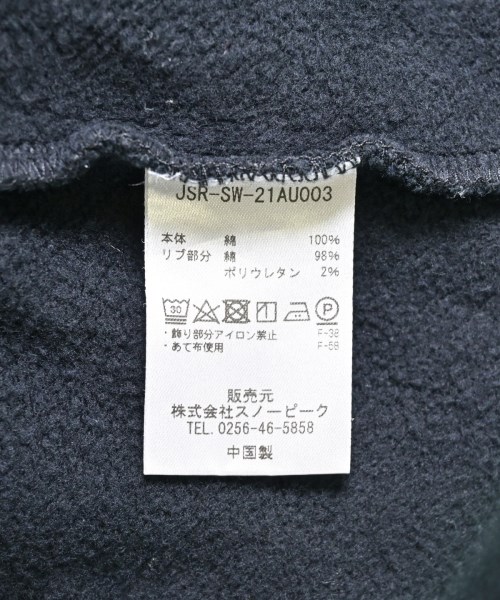 JSR-SW-21AU003
本体 綿 100%
リブ部分 綿 98%
ポリウレタン 2%
30 P
・飾り部分アイロン禁止 F-38
・あて布使用 F-58
販売元
株式会社スノーピーク
TEL. 0256-46-5858
中国製